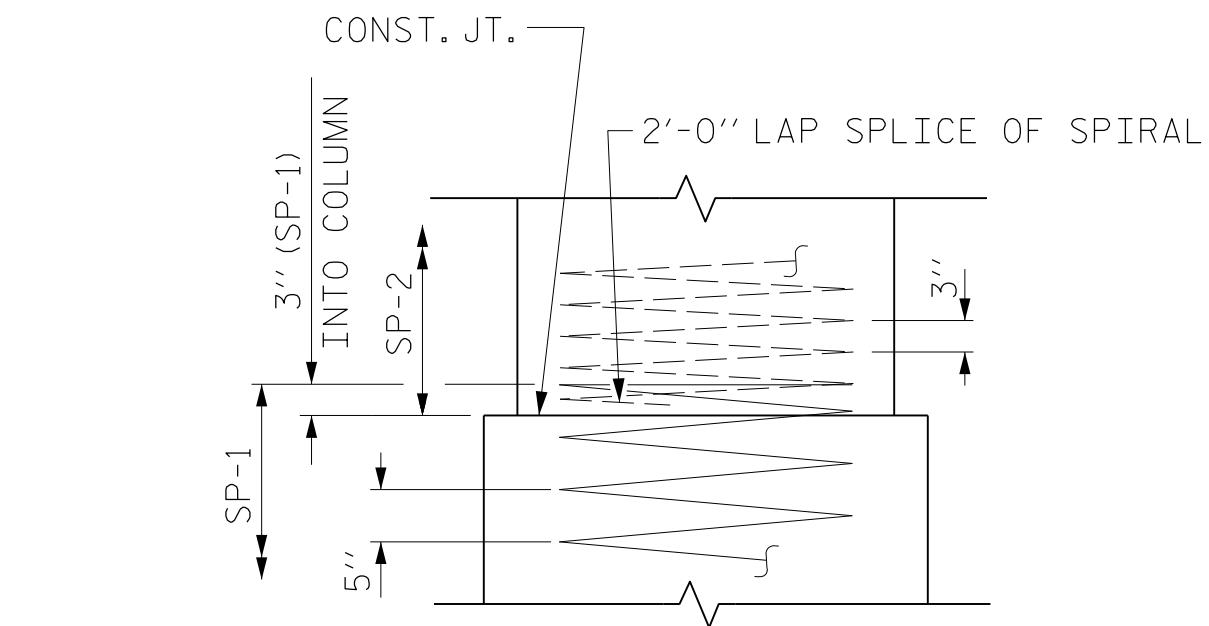 CONST. JT.
2'-0'' LAP SPLICE OF SPIRAL
3'' (SP-1)
INTO COLUMN
SP-2
3''
SP-1
5''